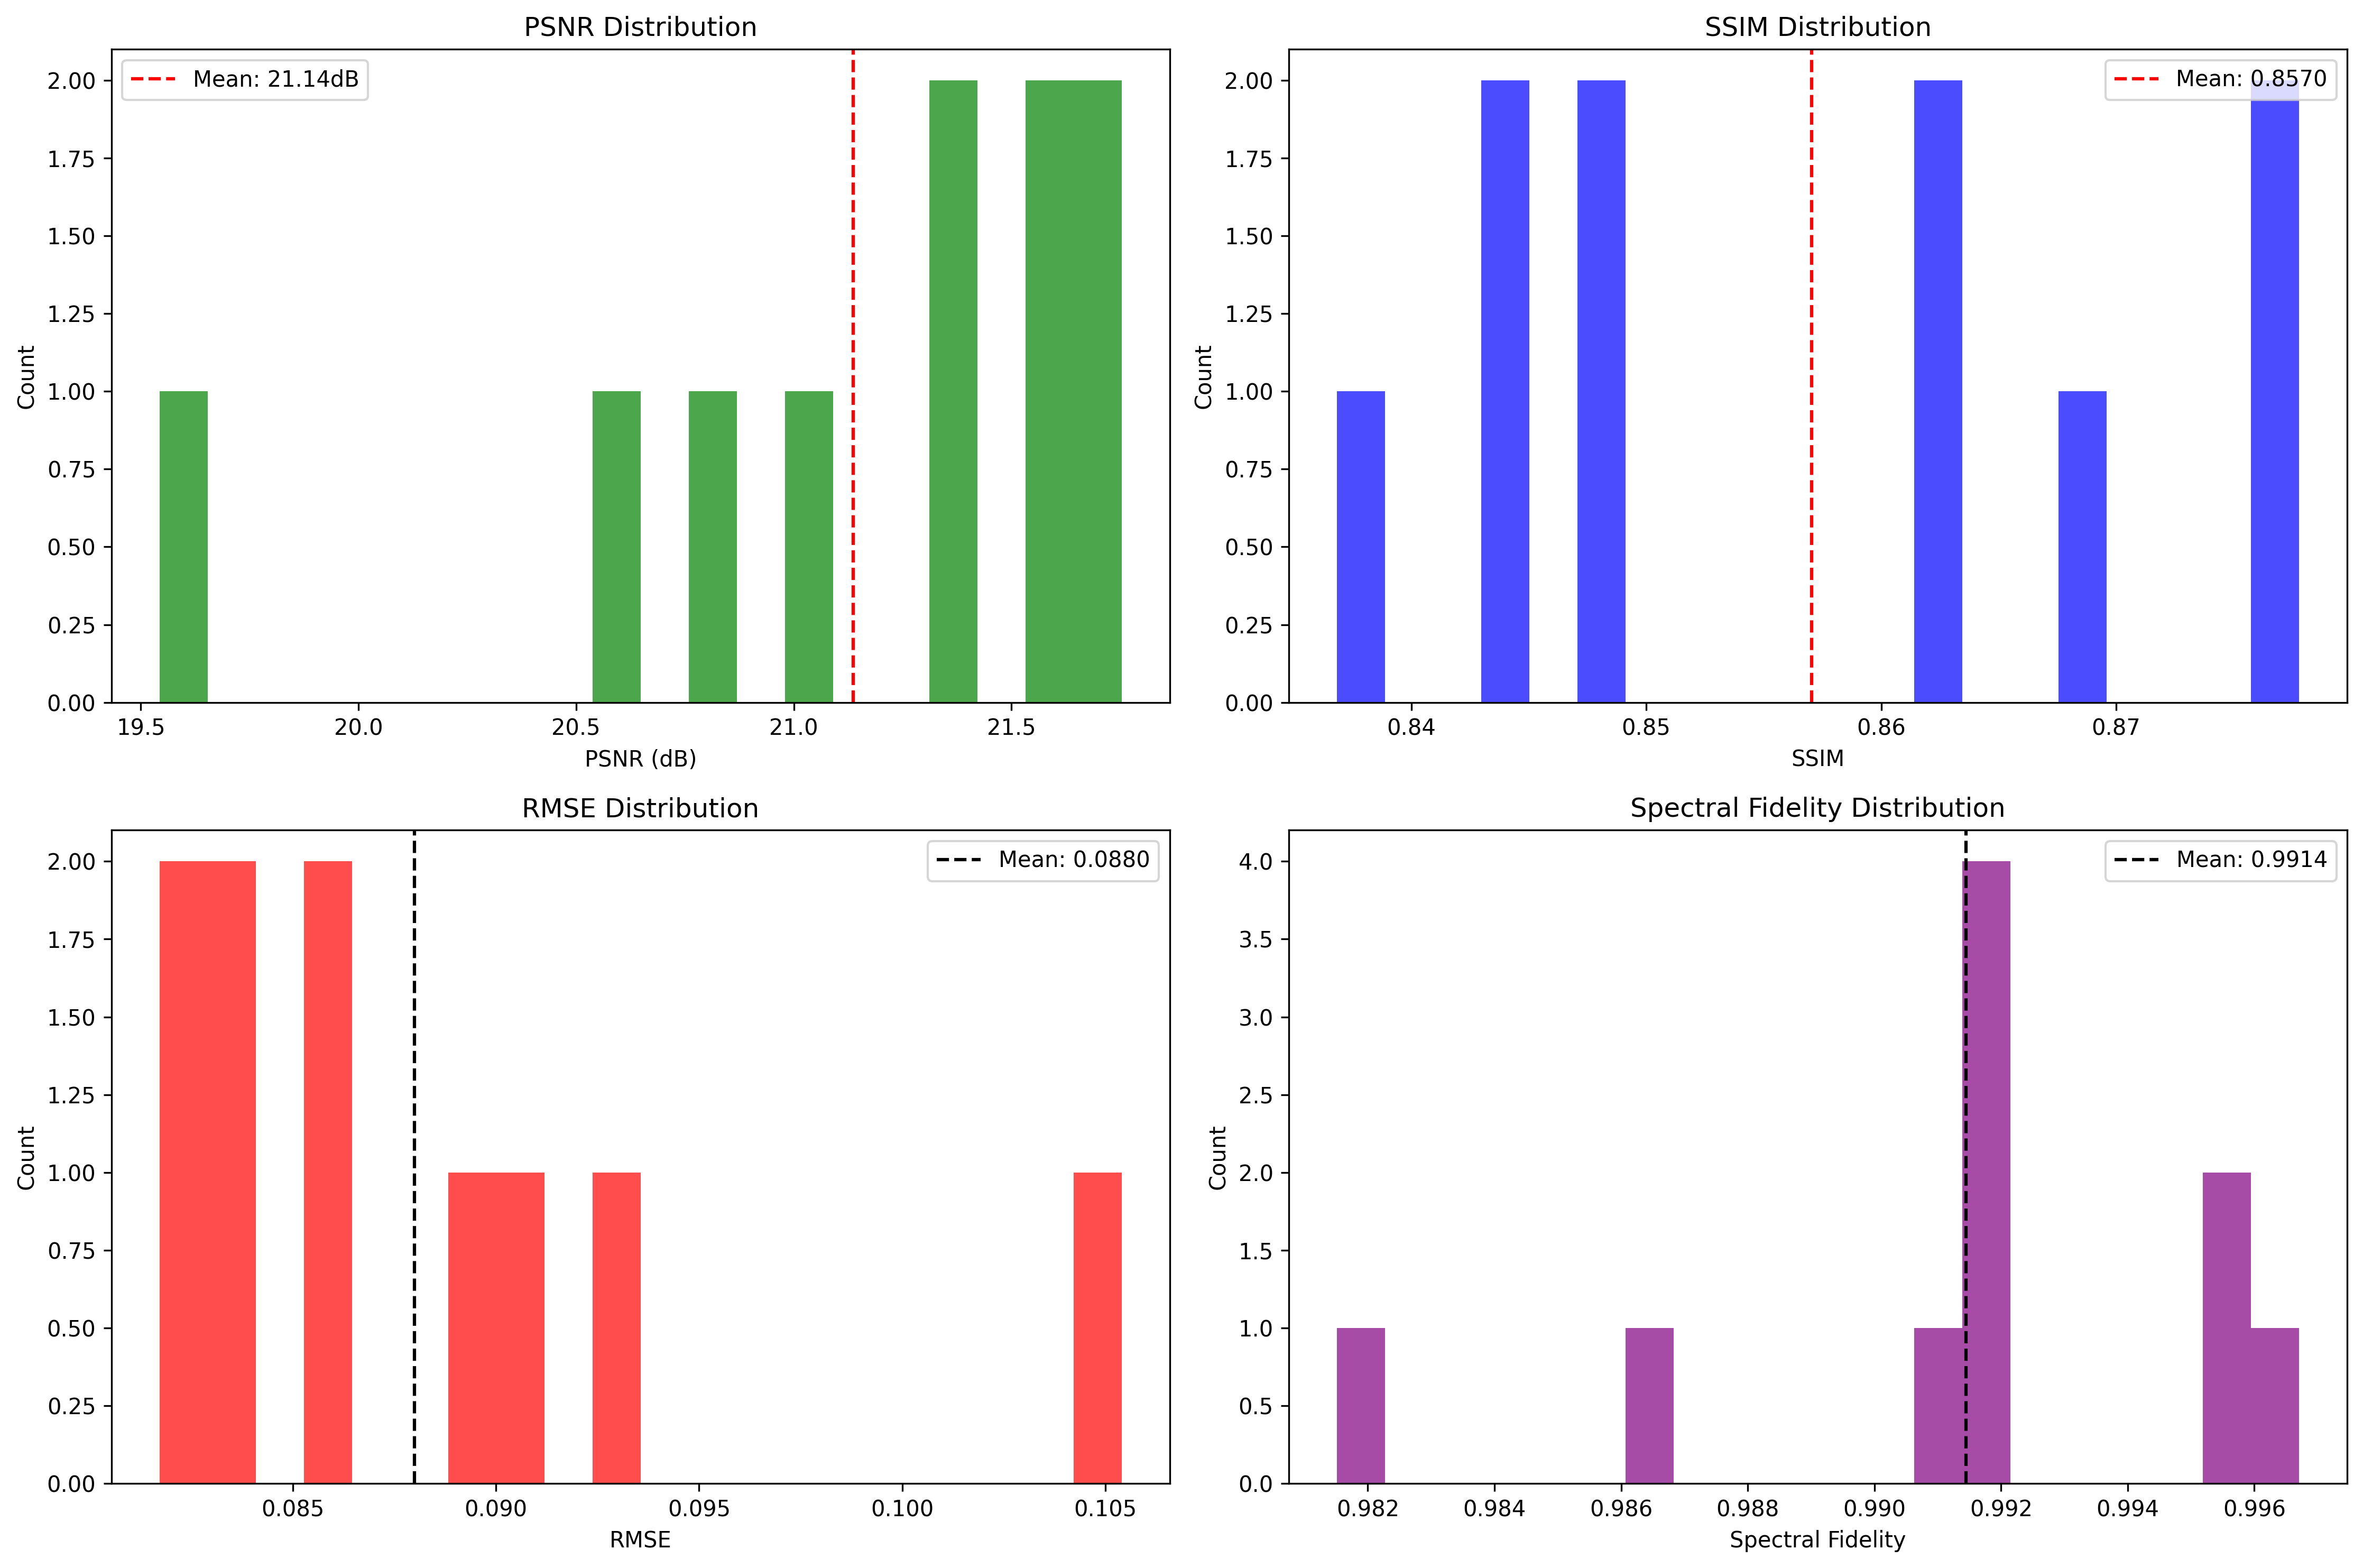 PSNR Distribution
Mean: 21.14dB
2.00
1.75
1.50
1.25
1.00
0.75
0.50
0.25
0.00
Count
19.5 20.0 20.5 21.0 21.5
PSNR (dB)
SSIM Distribution
Mean: 0.8570
2.00
1.75
1.50
1.25
1.00
0.75
0.50
0.25
0.00
Count
0.84 0.85 0.86 0.87
SSIM
RMSE Distribution
Mean: 0.0880
2.00
1.75
1.50
1.25
1.00
0.75
0.50
0.25
0.00
Count
0.085 0.090 0.095 0.100 0.105
RMSE
Spectral Fidelity Distribution
Mean: 0.9914
4.0
3.5
3.0
2.5
2.0
1.5
1.0
0.5
0.0
Count
0.982 0.984 0.986 0.988 0.990 0.992 0.994 0.996
Spectral Fidelity